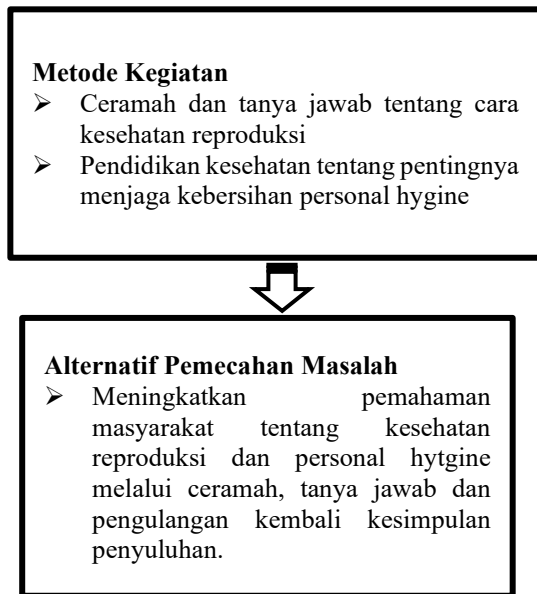 Metode Kegiatan
➢ Ceramah dan tanya jawab tentang cara
kesehatan reproduksi
➢ Pendidikan kesehatan tentang pentingnya
menjaga kebersihan personal hygine
Alternatif Pemecahan Masalah
➢ Meningkatkan pemahaman
masyarakat tentang kesehatan
reproduksi dan personal hytgine
melalui ceramah, tanya jawab dan
pengulangan kembali kesimpulan
penyuluhan.